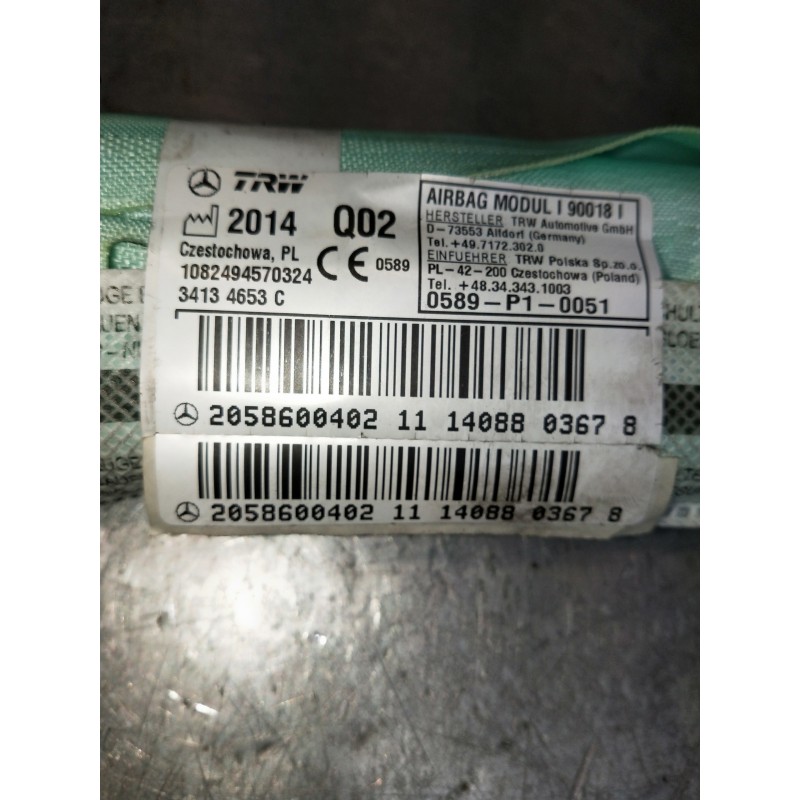 TRW
2014 Q02
Czestochowa, PL
1082494570324
3413 4653 C
CE 0589
AIRBAG MODUL I 90018 I
HERSTELLER TRW Automotive GmbH
D-73553 Alfdorf (Germany)
Tel. +49.7172.302.0
EINFUEHRER TRW Polska Sp.zo.o.
PL-42-200 Czestochowa (Poland)
Tel. +48.34.343.1003
0589-P1-0051
2058600402 11 14088 0367 8
2058600402 11 14088 0367 8